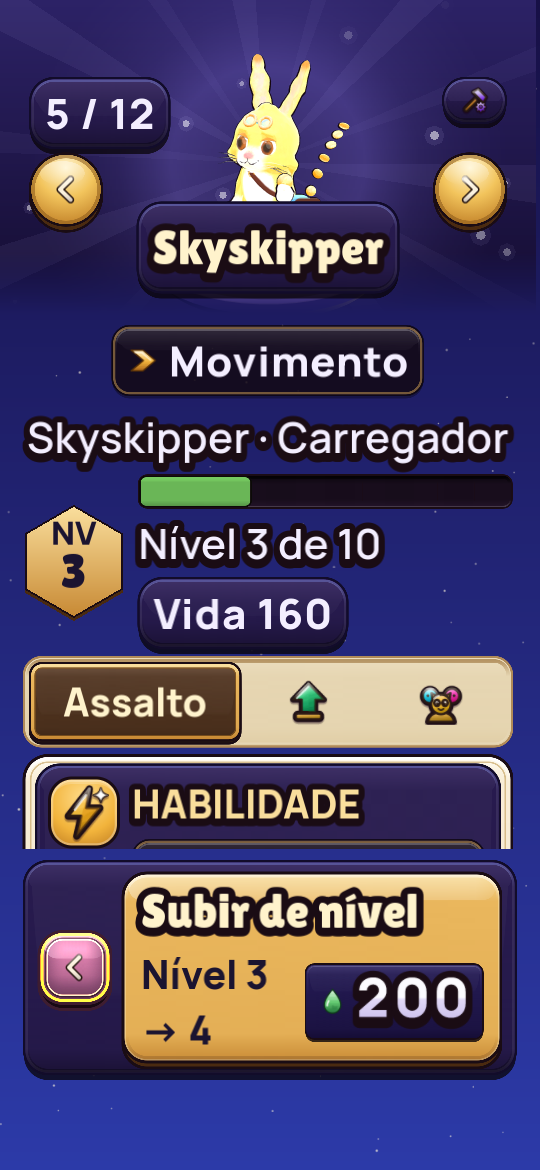 5 / 12
Skyskipper
Movimento
Skyskipper · Carregador
NV
3
Nível 3 de 10
Vida 160
Assalto
HABILIDADE
Subir de nível
Nível 3
→ 4
200